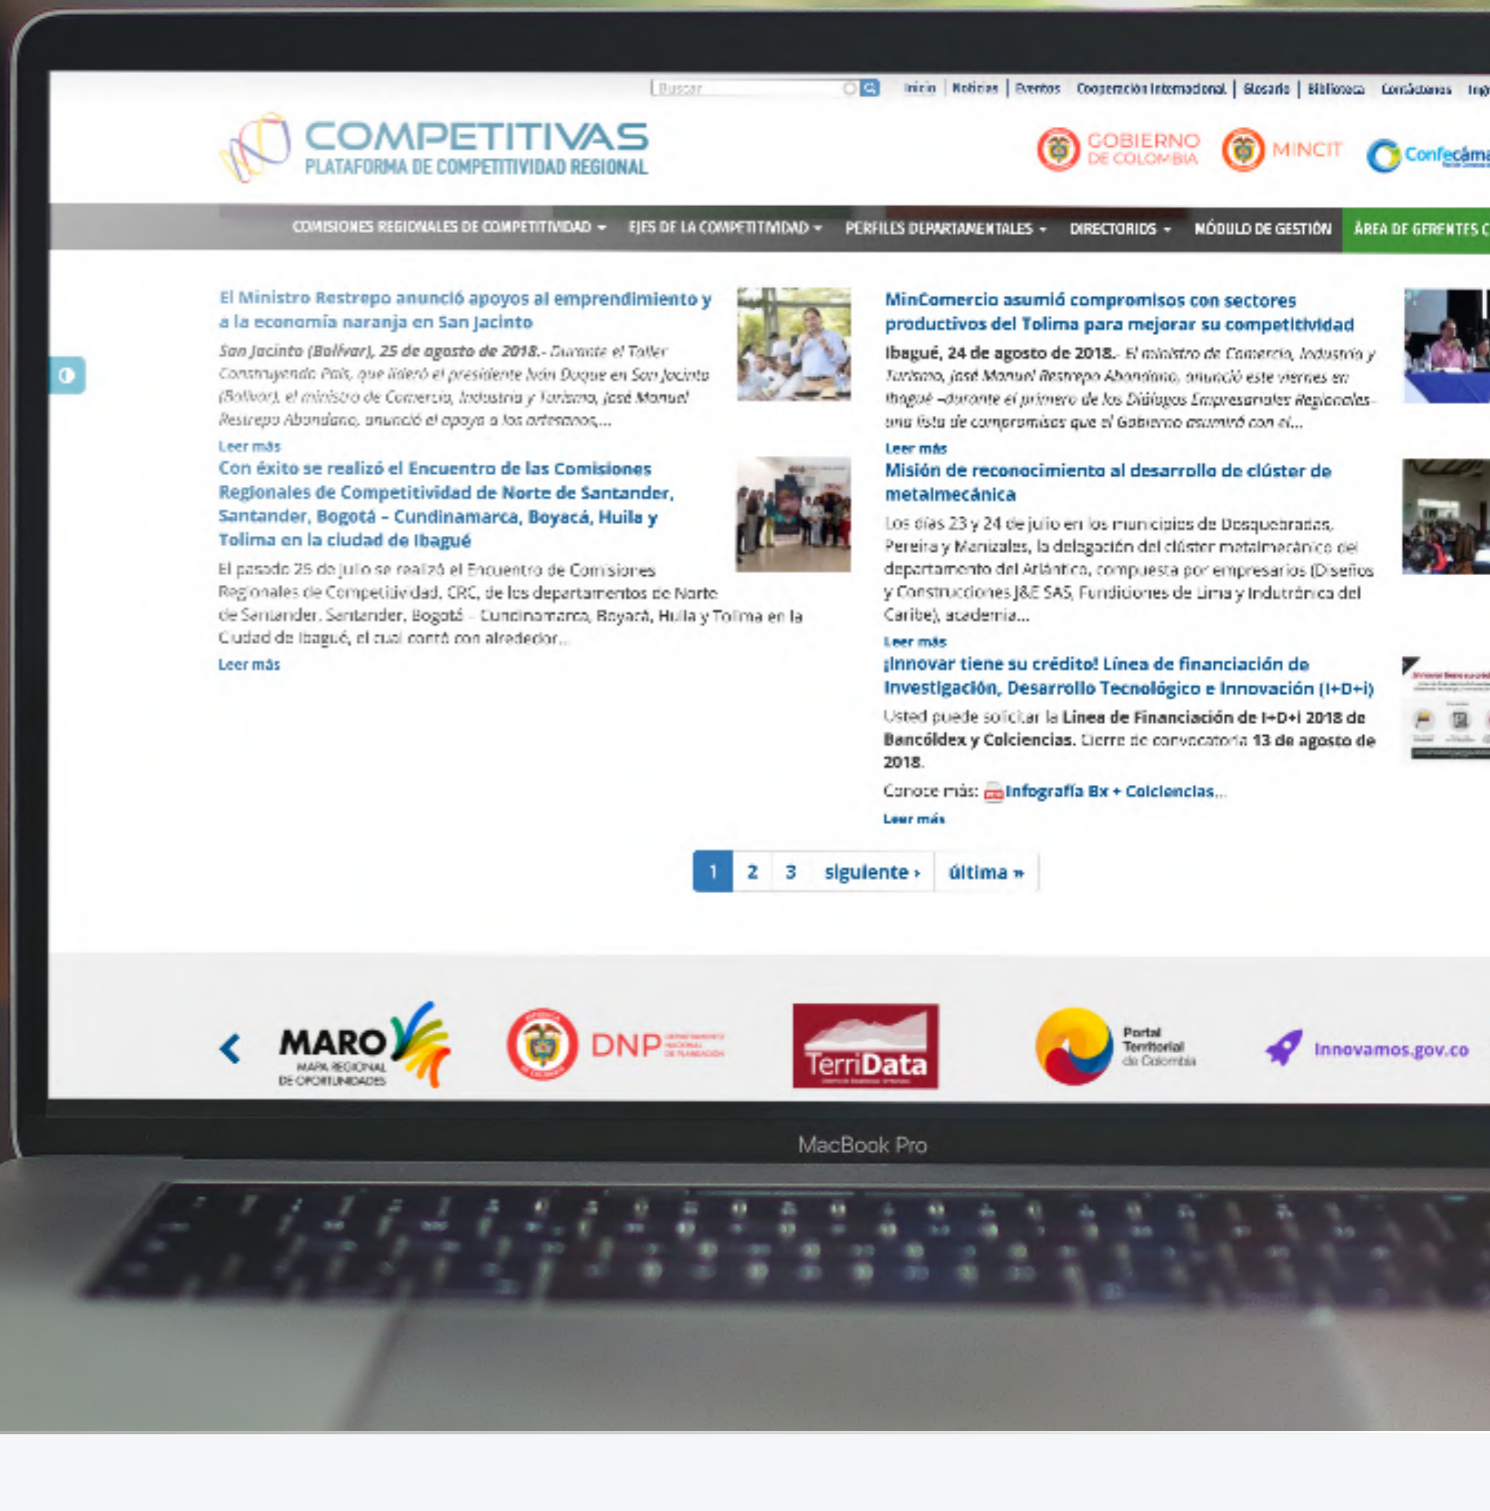 Buscar
Inicio | Noticias | Eventos Cooperación Internacional | Glosario | Biblioteca Contáctenos
COMPETITIVAS
PLATAFORMA DE COMPETITIVIDAD REGIONAL
GOBIERNO
DE COLOMBIA
MINCIT
Confecáma
COMISIONES REGIONALES DE COMPETITIVIDAD
EJES DE LA COMPETITIVIDAD
PERFILES DEPARTAMENTALES
DIRECTORIOS
MÓDULO DE GESTIÓN
ÁREA DE GERENTES C
El Ministro Restrepo anunció apoyos al emprendimiento y
a la economía naranja en San Jacinto
San Jacinto (Bolívar), 25 de agosto de 2018.- Durante el Taller
Construyendo País, que lideró el presidente Iván Duque en San Jacinto
(Bolívar), el ministro de Comercio, Industria y Turismo, José Manuel
Restrepo Abondano, anunció el apoyo a los artesanos,...
Leer más
Con éxito se realizó el Encuentro de las Comisiones
Regionales de Competitividad de Norte de Santander,
Santander, Bogotá – Cundinamarca, Boyacá, Huila y
Tolima en la ciudad de Ibagué
El pasado 25 de julio se realizó el Encuentro de Comisiones
Regionales de Competitividad, CRC, de los departamentos de Norte
de Santander, Santander, Bogotá – Cundinamarca, Boyacá, Huila y Tolima en la
Ciudad de Ibagué, el cual contó con alrededor...
Leer más
MinComercio asumió compromisos con sectores
productivos del Tolima para mejorar su competitividad
Ibagué, 24 de agosto de 2018.- El ministro de Comercio, Industria y
Turismo, José Manuel Restrepo Abondano, anunció este viernes en
Ibagué –durante el primero de los Diálogos Empresariales Regionales–
una lista de compromisos que el Gobierno asumirá con el...
Leer más
Misión de reconocimiento al desarrollo de clúster de
metalmecánica
Los días 23 y 24 de julio en los municipios de Dosquebradas,
Pereira y Manizales, la delegación del clúster metalmecánico del
departamento del Atlántico, compuesta por empresarios (Diseños
y Construcciones J&E SAS, Fundiciones de Lima y Indutrónica del
Caribe), academia...
Leer más
¡Innovar tiene su crédito! Línea de financiación de
Investigación, Desarrollo Tecnológico e Innovación (I+D+i)
Usted puede solicitar la Línea de Financiación de I+D+i 2018 de
Bancóldex y Colciencias. Cierre de convocatoria 13 de agosto de
2018.
Conoce más: Infografía Bx + Colciencias...
Leer más
1 2 3 siguiente › última »
MARO
MAPA REGIONAL
DE OPORTUNIDADES
DNP
DEPARTAMENTO
NACIONAL
DE PLANEACIÓN
TerriData
Portal
Territorial
de Colombia
Innovamos.gov.co
MacBook Pro